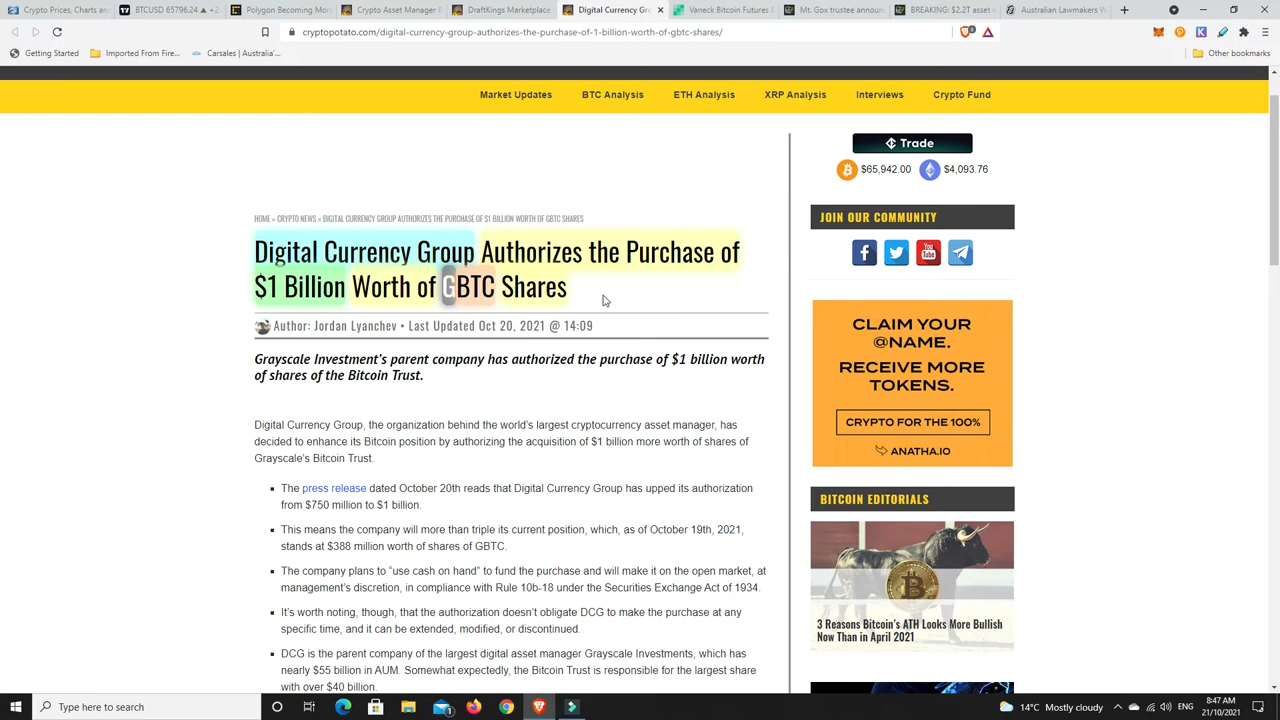 Crypto Prices,
BTCUSD 65796.24 ▲ +2.
Polygon Becoming More
Crypto Asset Manager B
DraftKings Marketplace
Digital Currency Gro
Vaneck Bitcoin Futures E
Mt. Gox trustee announ
BREAKING: $2.2T asset
Australian Lawmakers W
cryptopotato.com/digital-currency-group-authorizes-the-purchase-of-1-billion-worth-of-gbtc-shares/
Getting Started
Imported From Fire...
Carsales (Australia'...
Other bookmarks
Market Updates
BTC Analysis
ETH Analysis
XRP Analysis
Interviews
Crypto Fund
HOME » CRYPTO NEWS » DIGITAL CURRENCY GROUP AUTHORIZES THE PURCHASE OF $1 BILLION WORTH OF GBTC SHARES
Digital Currency Group Authorizes the Purchase of
$1 Billion Worth of GBTC Shares
Author: Jordan Lyanchev • Last Updated Oct 20, 2021 @ 14:09
Grayscale Investment's parent company has authorized the purchase of $1 billion worth
of shares of the Bitcoin Trust.
Digital Currency Group, the organization behind the world's largest cryptocurrency asset manager, has
decided to enhance its Bitcoin position by authorizing the acquisition of $1 billion more worth of shares of
Grayscale's Bitcoin Trust.
The press release dated October 20th reads that Digital Currency Group has upped its authorization
from $750 million to $1 billion.
This means the company will more than triple its current position, which, as of October 19th, 2021,
stands at $388 million worth of shares of GBTC.
The company plans to “use cash on hand” to fund the purchase and will make it on the open market, at
management's discretion, in compliance with Rule 10b-18 under the Securities Exchange Act of 1934.
It's worth noting, though, that the authorization doesn't obligate DCG to make the purchase at any
specific time, and it can be extended, modified, or discontinued.
DCG is the parent company of the largest digital asset manager Grayscale Investments, which has
nearly $55 billion in AUM. Somewhat expectedly, the Bitcoin Trust is responsible for the largest share
with over $40 billion.
Trade
$65,942.00
$4,093.76
JOIN OUR COMMUNITY
CLAIM YOUR
@NAME.
RECEIVE MORE
TOKENS.
CRYPTO FOR THE 100%
ANATHA.IO
BITCOIN EDITORIALS
3 Reasons Bitcoin's ATH Looks More Bullish
Now Than in April 2021
Type here to search
14°C Mostly cloudy
ENG
8:47 AM
21/10/2021